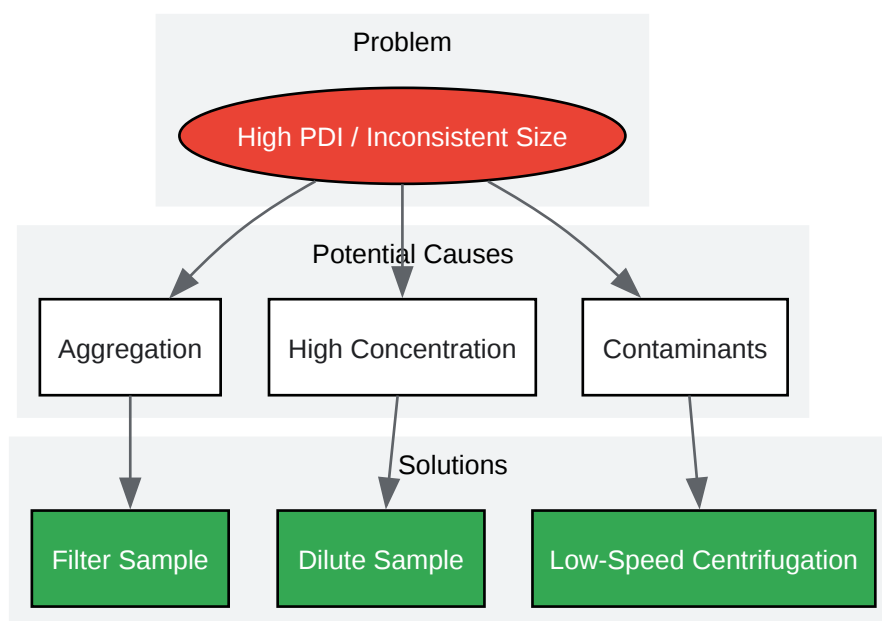 Problem
High PDI / Inconsistent Size
Potential Causes
Aggregation
High Concentration
Contaminants
Solutions
Filter Sample
Dilute Sample
Low-Speed Centrifugation